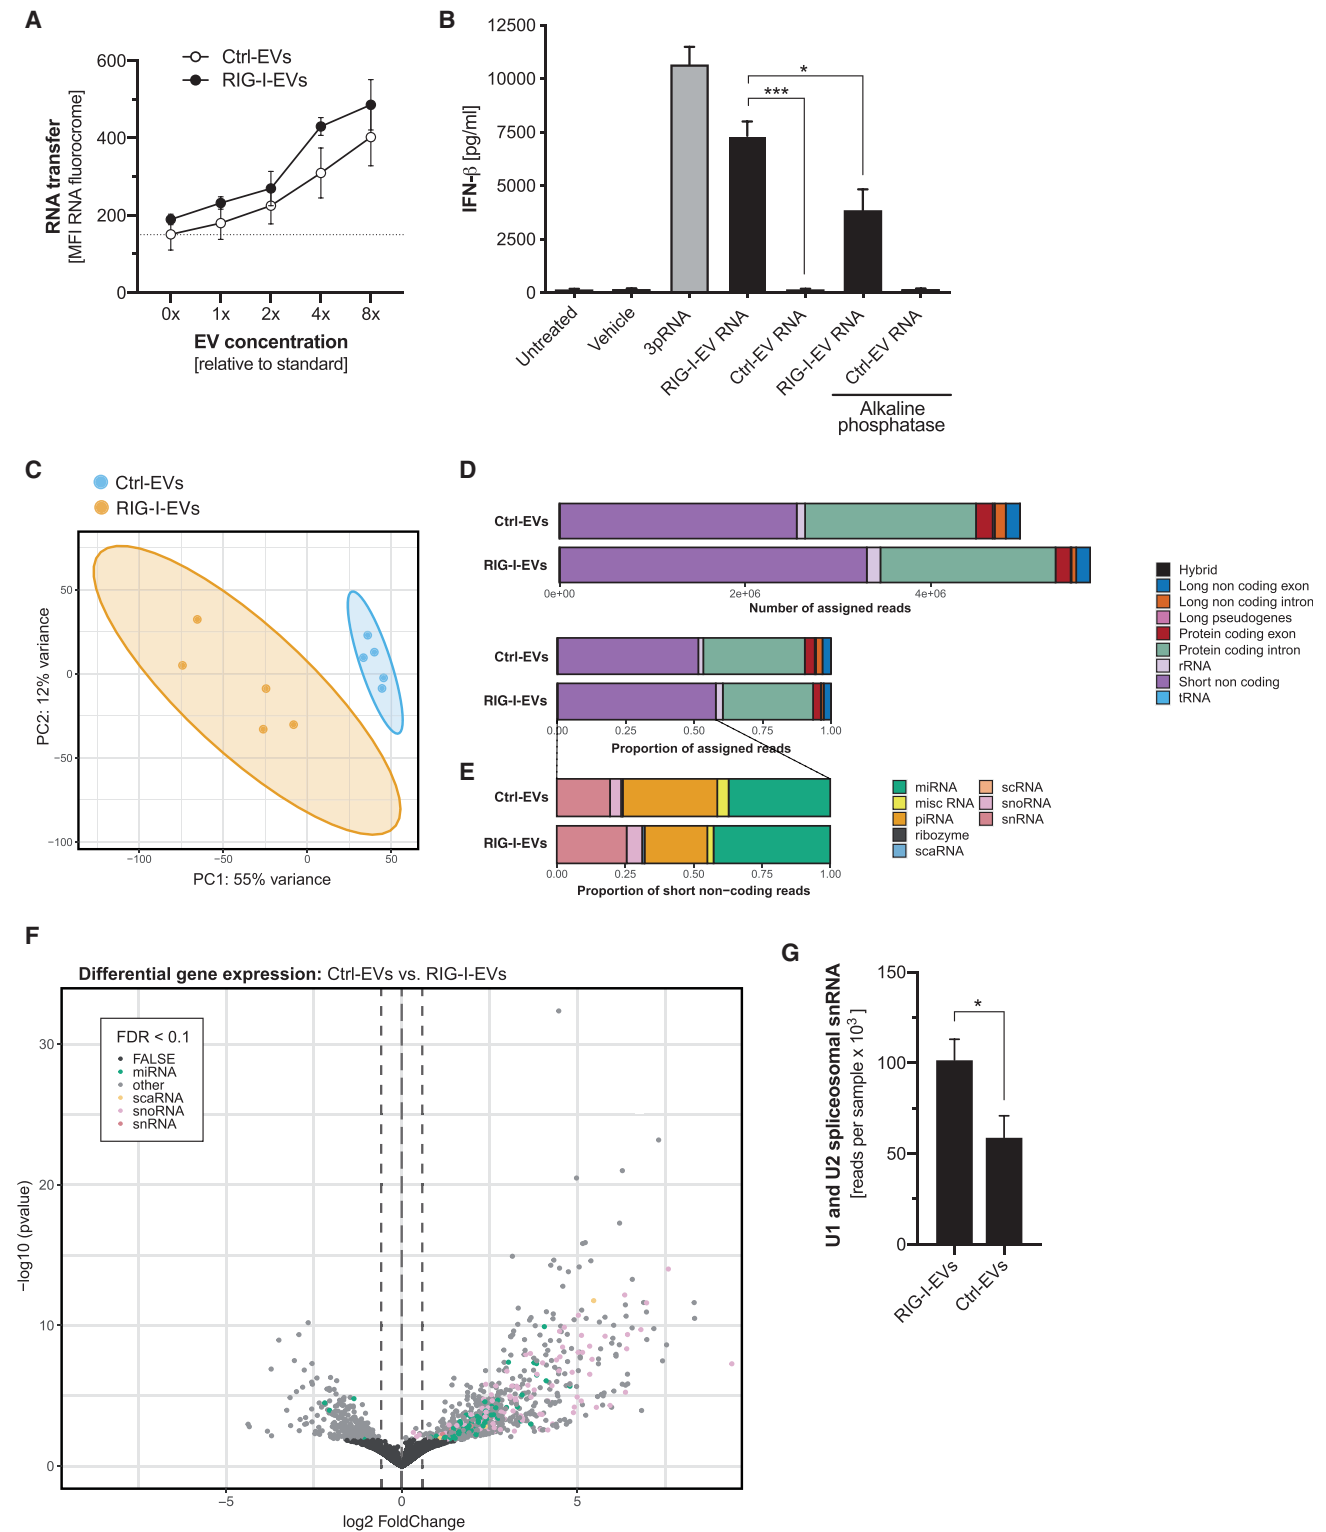 A
Ctrl-EVs
RIG-I-EVs
600
400
200
0
RNA transfer
[MFI RNA fluorocrome]
0x 1x 2x 4x 8x
EV concentration
[relative to standard]
B
12500
10000
7500
5000
2500
0
IFN-β [pg/ml]
*
***
Untreated
Vehicle
3pRNA
RIG-I-EV RNA
Ctrl-EV RNA
RIG-I-EV RNA
Ctrl-EV RNA
Alkaline
phosphatase
C
Ctrl-EVs
RIG-I-EVs
50
0
−50
−100
PC2: 12% variance
−100 −50 0 50
PC1: 55% variance
D
Ctrl-EVs
RIG-I-EVs
0e+00 2e+06 4e+06
Number of assigned reads
Ctrl-EVs
RIG-I-EVs
0.00 0.25 0.50 0.75 1.00
Proportion of assigned reads
Hybrid
Long non coding exon
Long non coding intron
Long pseudogenes
Protein coding exon
Protein coding intron
rRNA
Short non coding
tRNA
E
Ctrl-EVs
RIG-I-EVs
0.00 0.25 0.50 0.75 1.00
Proportion of short non−coding reads
miRNA
misc RNA
piRNA
ribozyme
scaRNA
scRNA
snoRNA
snRNA
F
Differential gene expression: Ctrl-EVs vs. RIG-I-EVs
FDR < 0.1
FALSE
miRNA
other
scaRNA
snoRNA
snRNA
30
20
10
0
−log10 (pvalue)
−5 0 5
log2 FoldChange
G
150
100
50
0
U1 and U2 spliceosomal snRNA
[reads per sample x 10³ ]
*
RIG-I-EVs
Ctrl-EVs